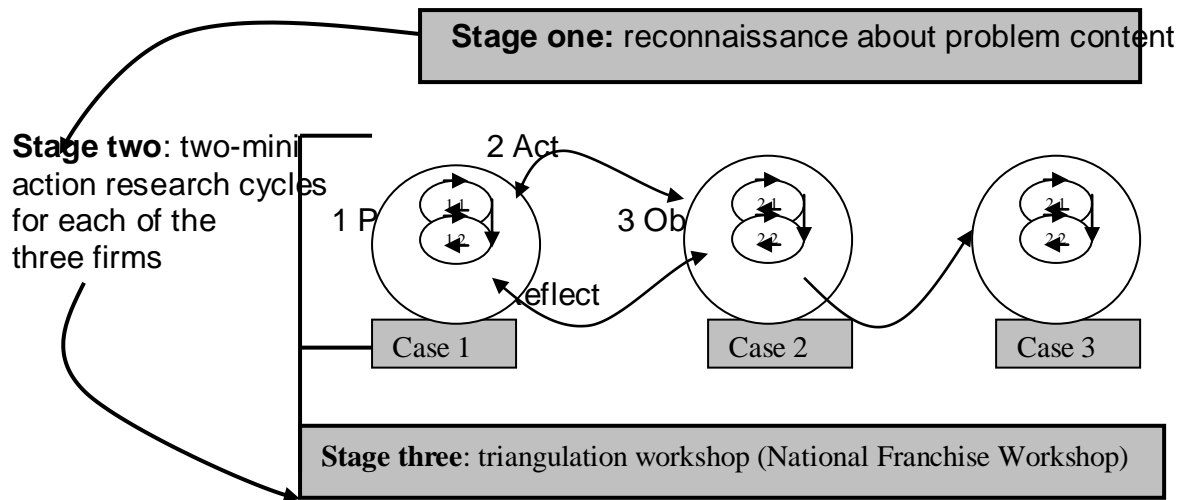 Stage one: reconnaissance about problem content
Stage two: two-mini
action research cycles
for each of the
three firms
2 Act
1 P
3 Ob
eflect
1.1
1.2
2.1
2.2
2.1
2.2
Case 1
Case 2
Case 3
Stage three: triangulation workshop (National Franchise Workshop)